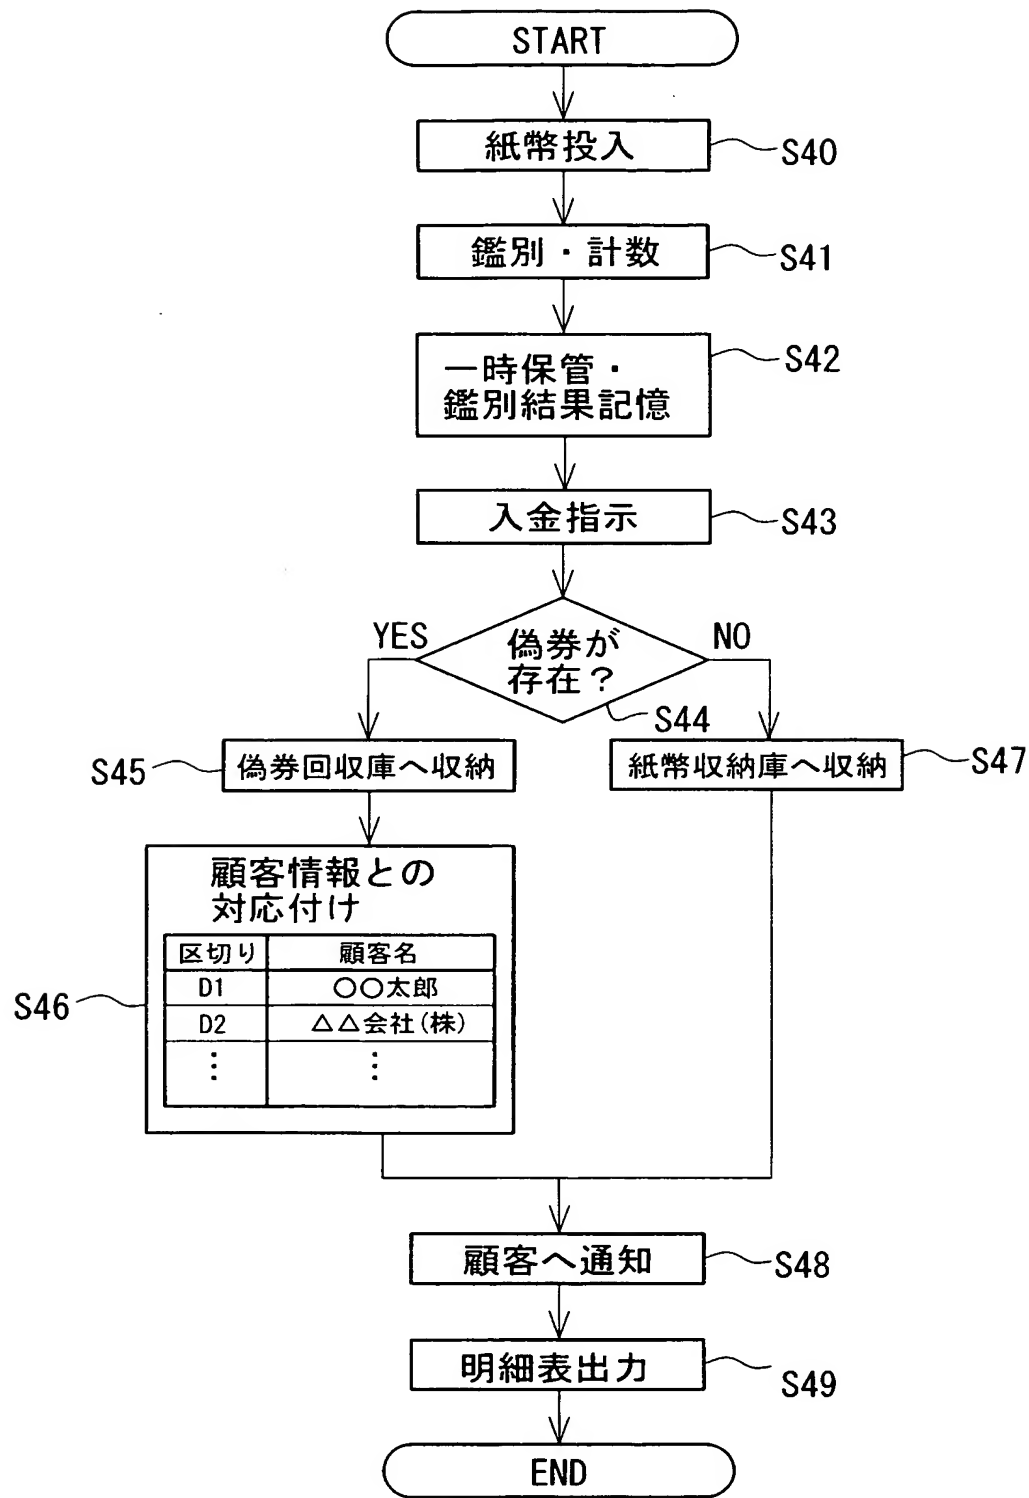 START
紙幣投入
S40
鑑別・計数
S41
一時保管・
鑑別結果記憶
S42
入金指示
S43
YES
偽券が
存在?
NO
S44
S45
偽券回収庫へ収納
紙幣収納庫へ収納
S47
顧客情報との
対応付け
区切り 顧客名
D1 ○○太郎
D2 △△会社(株)
⋮ ⋮
S46
顧客へ通知
S48
明細表出力
S49
END